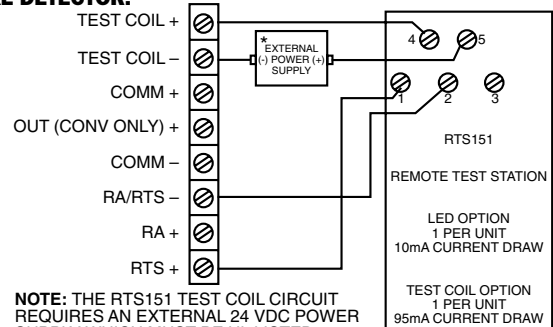 DETECTOR.
TEST COIL +
TEST COIL –
COMM +
OUT (CONV ONLY) +
COMM –
RA/RTS –
RA +
RTS +
*
EXTERNAL
(-) POWER (+)
SUPPLY
4
5
1
2
3
RTS151
REMOTE TEST STATION
LED OPTION
1 PER UNIT
10mA CURRENT DRAW
TEST COIL OPTION
1 PER UNIT
95mA CURRENT DRAW
NOTE: THE RTS151 TEST COIL CIRCUIT
REQUIRES AN EXTERNAL 24 VDC POWER